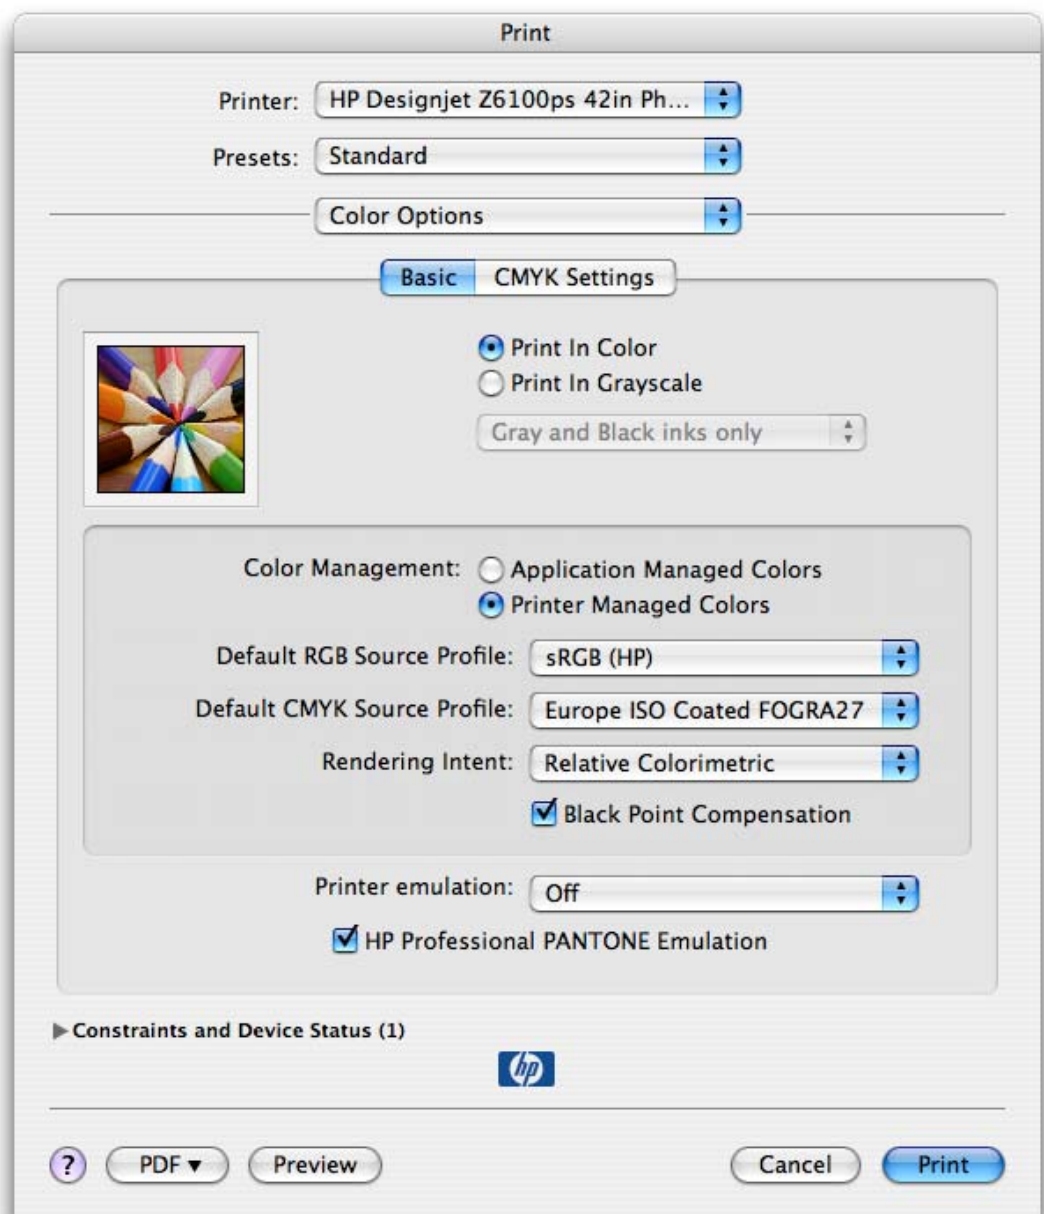 Print
Printer: HP Designjet Z6100ps 42in Ph...
Presets: Standard
Color Options
Basic CMYK Settings
Print In Color
Print In Grayscale
Gray and Black inks only
Color Management: Application Managed Colors
Printer Managed Colors
Default RGB Source Profile: sRGB (HP)
Default CMYK Source Profile: Europe ISO Coated FOGRA27
Rendering Intent: Relative Colorimetric
Black Point Compensation
Printer emulation: Off
HP Professional PANTONE Emulation
Constraints and Device Status (1)
hp
? PDF Preview Cancel Print